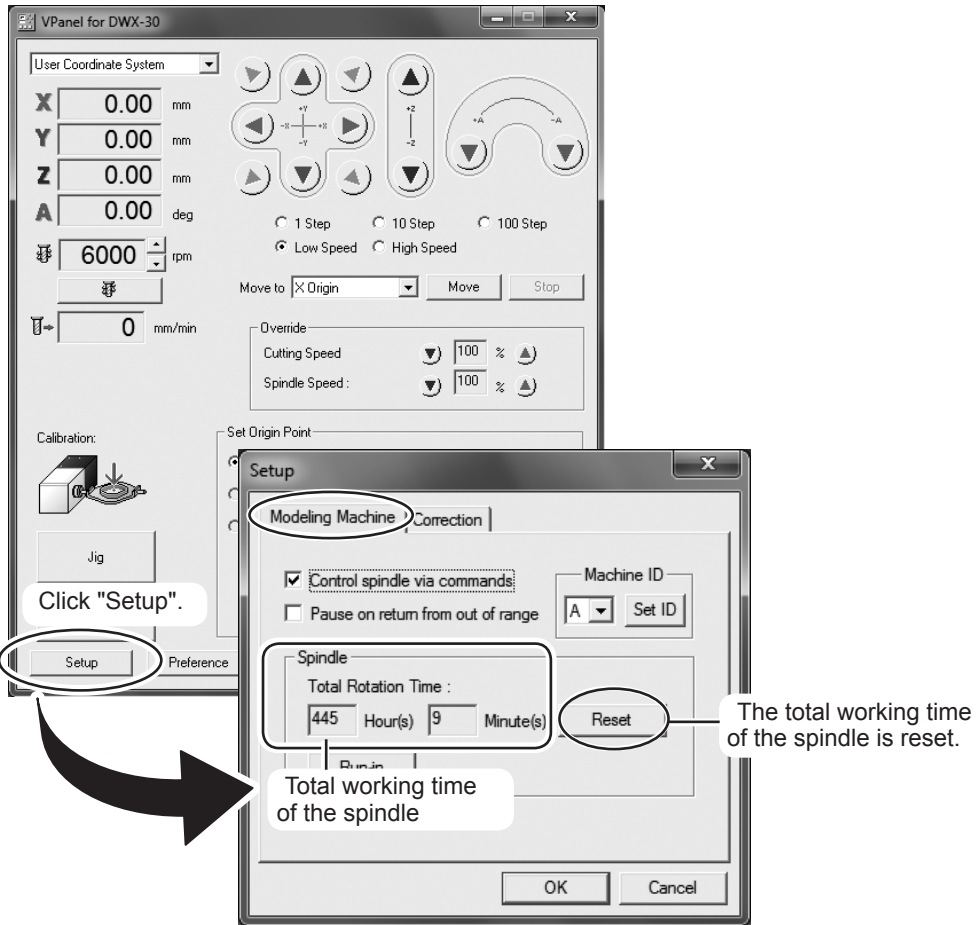 VPanel for DWX-30
User Coordinate System
X 0.00 mm
Y 0.00 mm
Z 0.00 mm
A 0.00 deg
6000 rpm
0 mm/min
+Y
-X +X
-Y
+Z
-Z
+A -A
1 Step 10 Step 100 Step
Low Speed High Speed
Move to X Origin Move Stop
Override
Cutting Speed 100 %
Spindle Speed : 100 %
Calibration:
Set Origin Point
Jig
Click "Setup".
Setup Preference
Setup
Modeling Machine Correction
Control spindle via commands
Pause on return from out of range
Machine ID
A Set ID
Spindle
Total Rotation Time :
445 Hour(s) 9 Minute(s) Reset
The total working time
of the spindle is reset.
Run-in
Total working time
of the spindle
OK Cancel